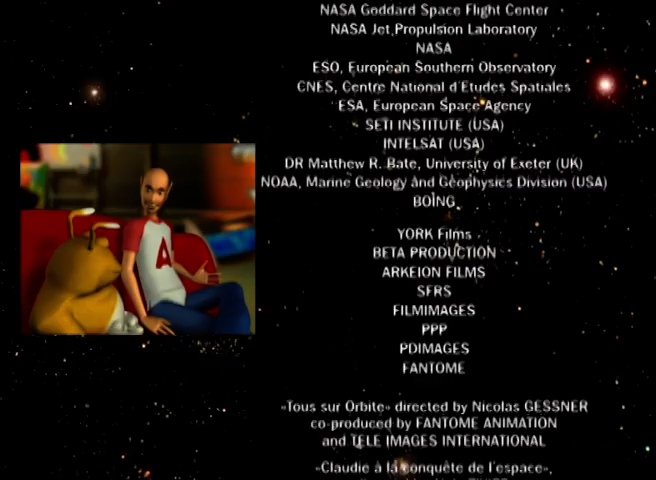 NASA Goddard Space Flight Center
NASA Jet Propulsion Laboratory
NASA
ESO, European Southern Observatory
CNES, Centre National d'Etudes Spatiales
ESA, European Space Agency
SETI INSTITUTE (USA)
INTELSAT (USA)
DR Matthew R. Bate, University of Exeter (UK)
NOAA, Marine Geology and Geophysics Division (USA)
BOÏNG
YORK Films
BETA PRODUCTION
ARKEION FILMS
SFRS
FILMIMAGES
PPP
PDIMAGES
FANTOME
A
«Tous sur Orbite» directed by Nicolas GESSNER
co-produced by FANTOME ANIMATION
and TELE IMAGES INTERNATIONAL
«Claudie à la conquête de l'espace»,